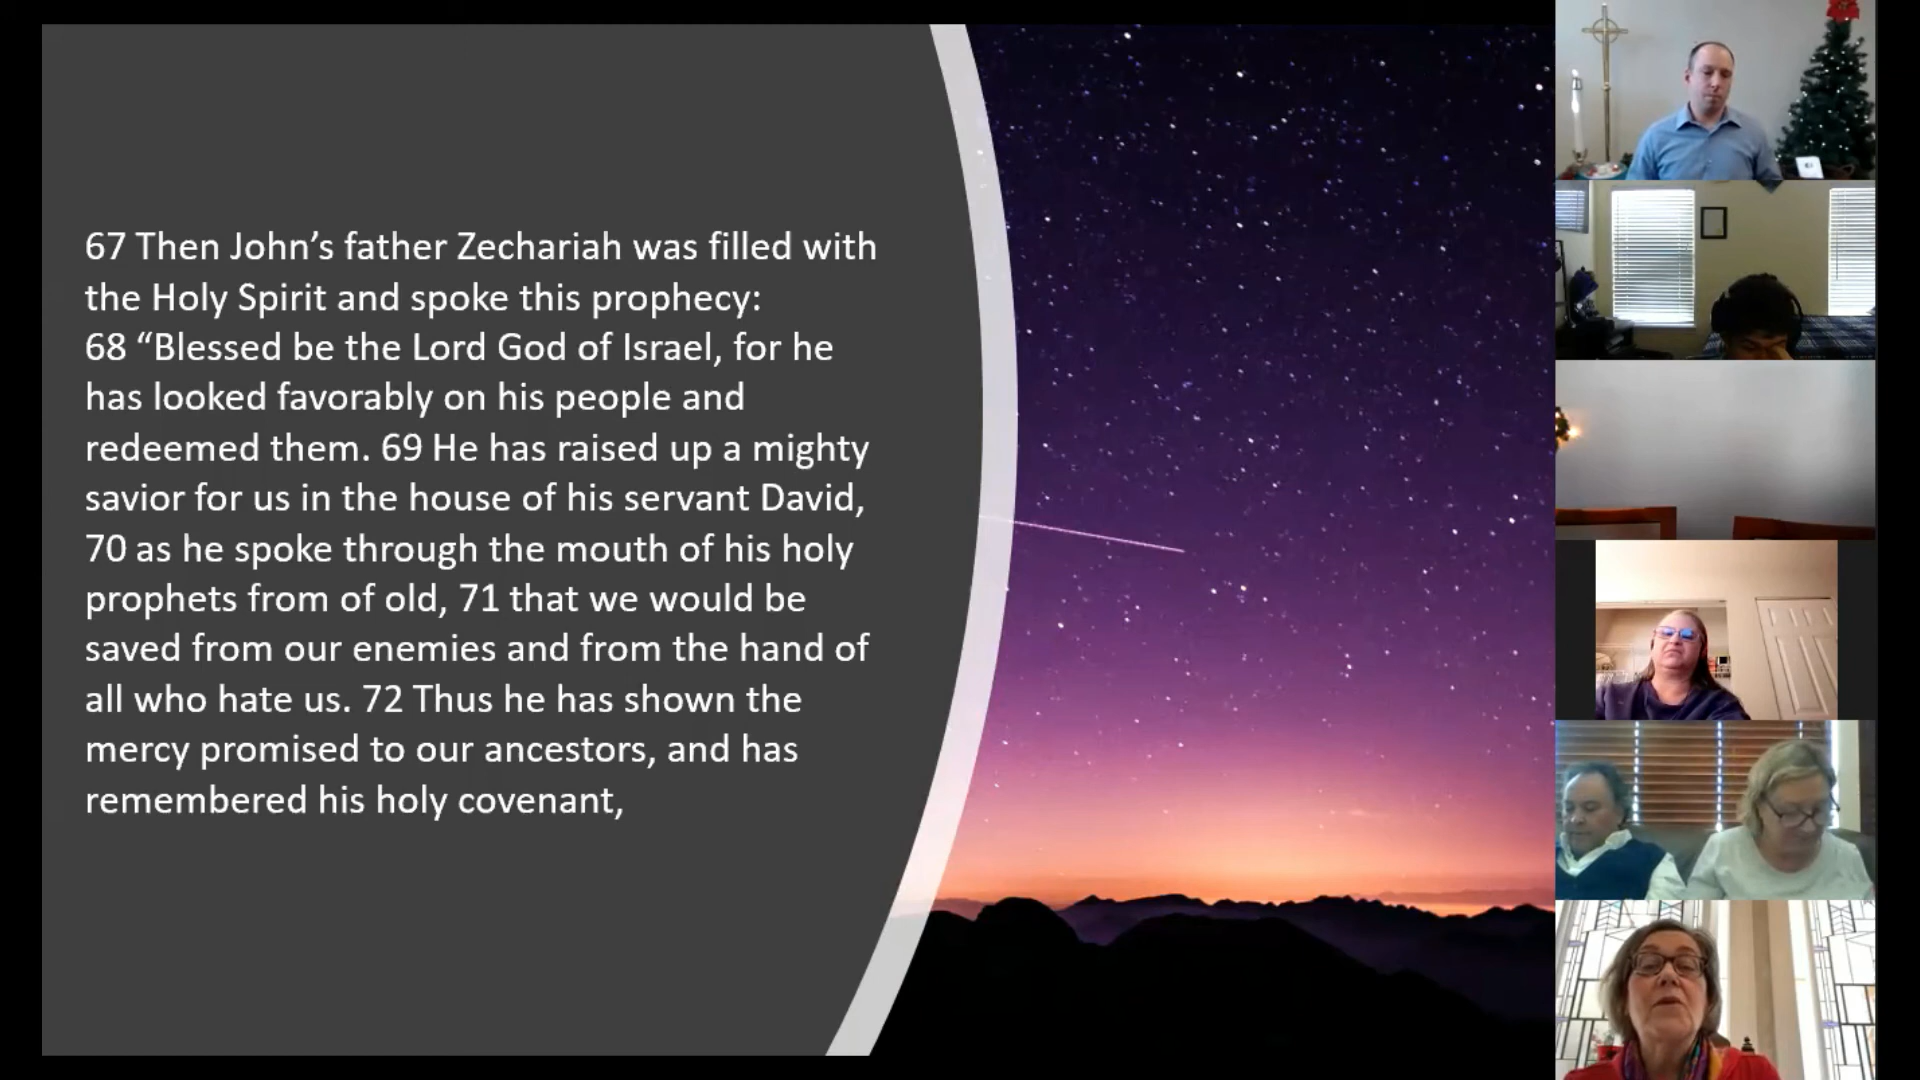 67 Then John’s father Zechariah was filled with
the Holy Spirit and spoke this prophecy:
68 “Blessed be the Lord God of Israel, for he
has looked favorably on his people and
redeemed them. 69 He has raised up a mighty
savior for us in the house of his servant David,
70 as he spoke through the mouth of his holy
prophets from of old, 71 that we would be
saved from our enemies and from the hand of
all who hate us. 72 Thus he has shown the
mercy promised to our ancestors, and has
remembered his holy covenant,